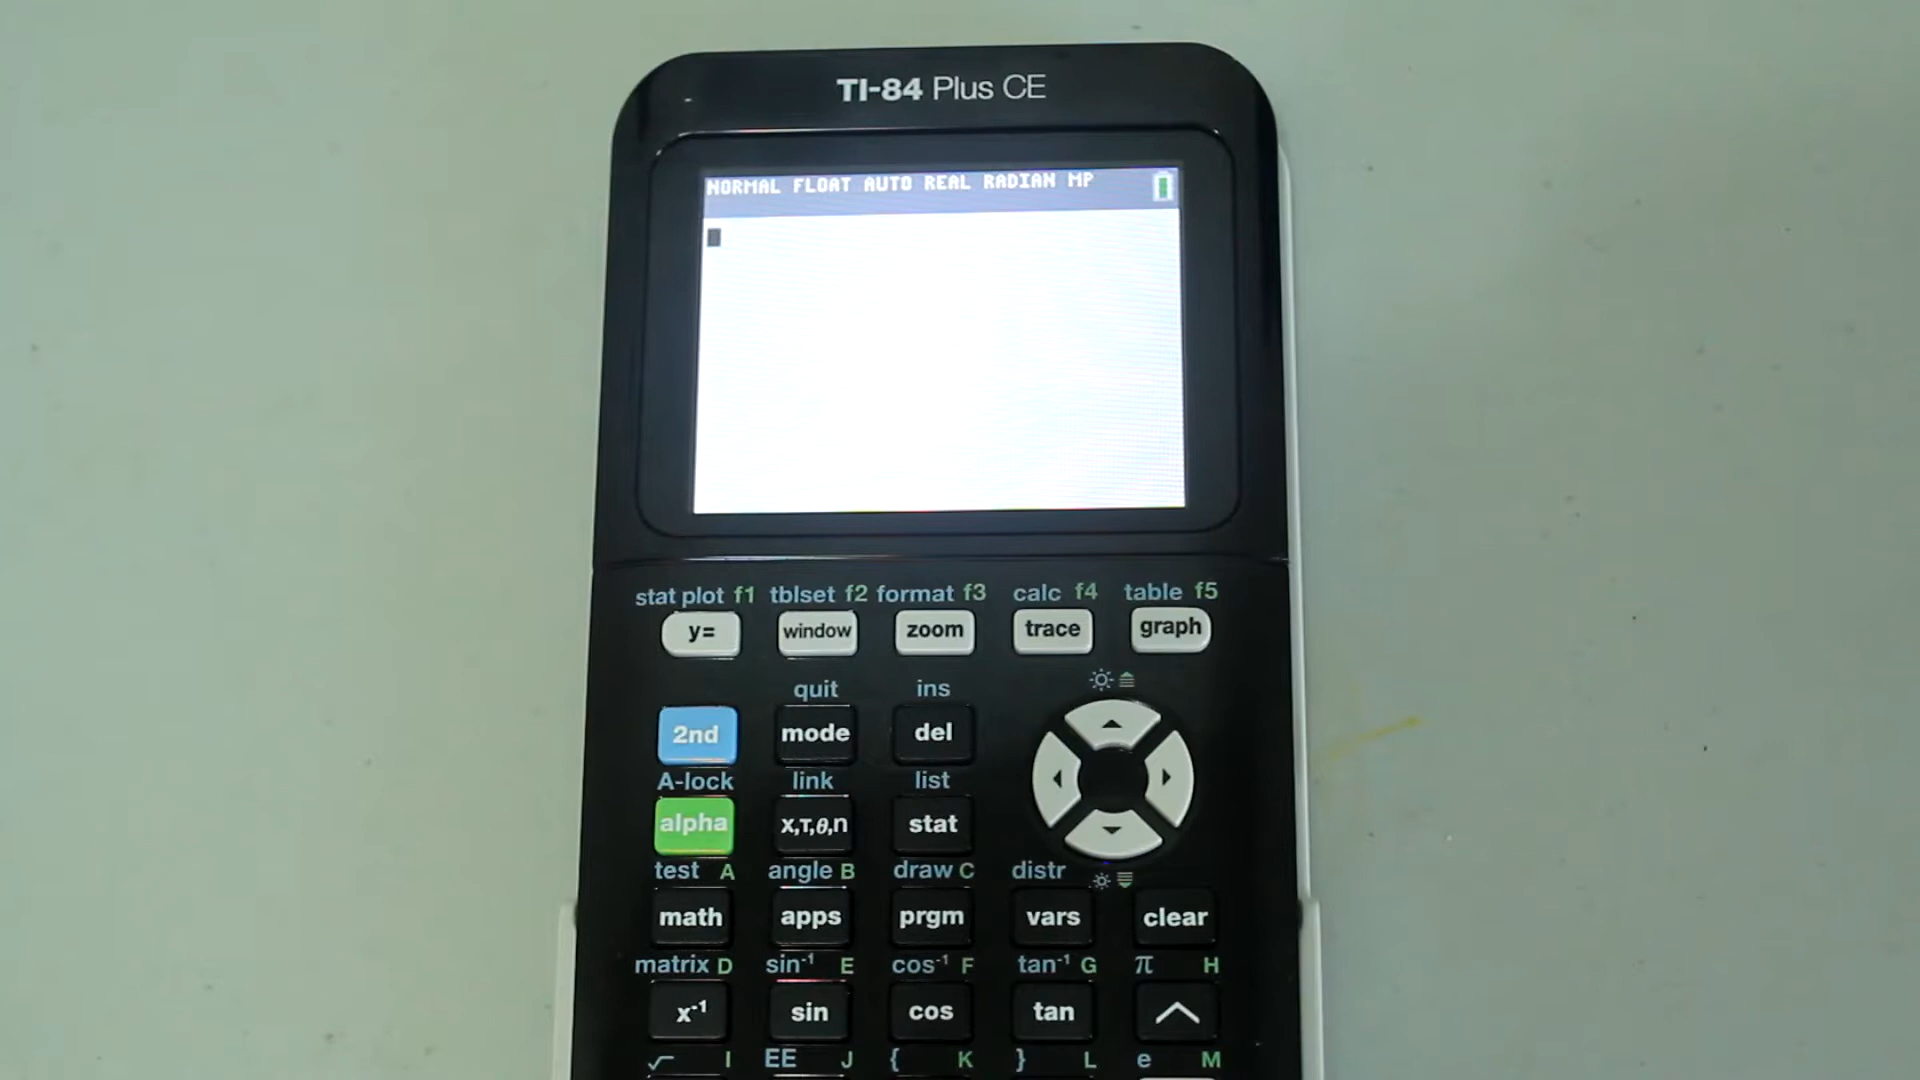 TI-84 Plus CE
NORMAL FLOAT AUTO REAL RADIAN MP
stat plot f1 tblset f2 format f3 calc f4 table f5
y= window zoom trace graph
quit ins
2nd mode del
A-lock link list
alpha X,T,θ,n stat
test A angle B draw C distr
math apps prgm vars clear
matrix D sin⁻¹ E cos⁻¹ F tan⁻¹ G π H
x⁻¹ sin cos tan ^
√ I EE J { K } L e M